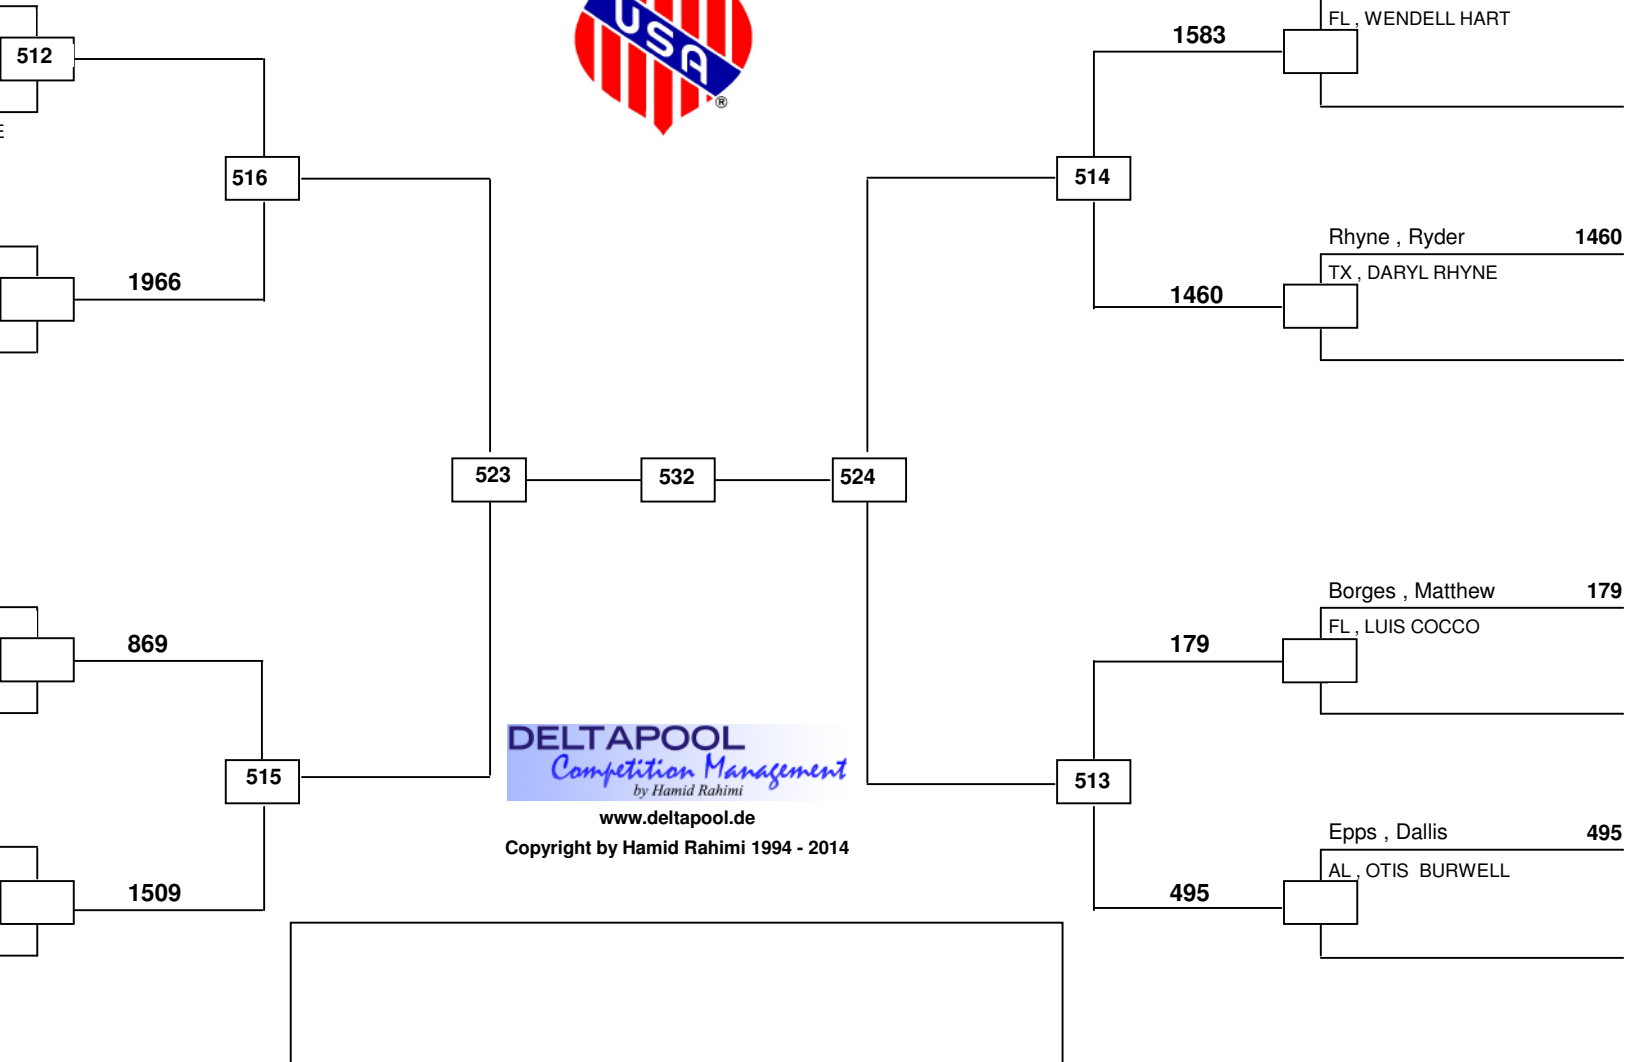 USA
®
FL , WENDELL HART
1583
512
E
516
514
Rhyne , Ryder 1460
TX , DARYL RHYNE
1966
1460
523
532
524
Borges , Matthew 179
FL , LUIS COCCO
869
179
DELTAPOOL
Competition Management
by Hamid Rahimi
515
513
www.deltapool.de
Copyright by Hamid Rahimi 1994 - 2014
Epps , Dallis 495
AL , OTIS BURWELL
1509
495